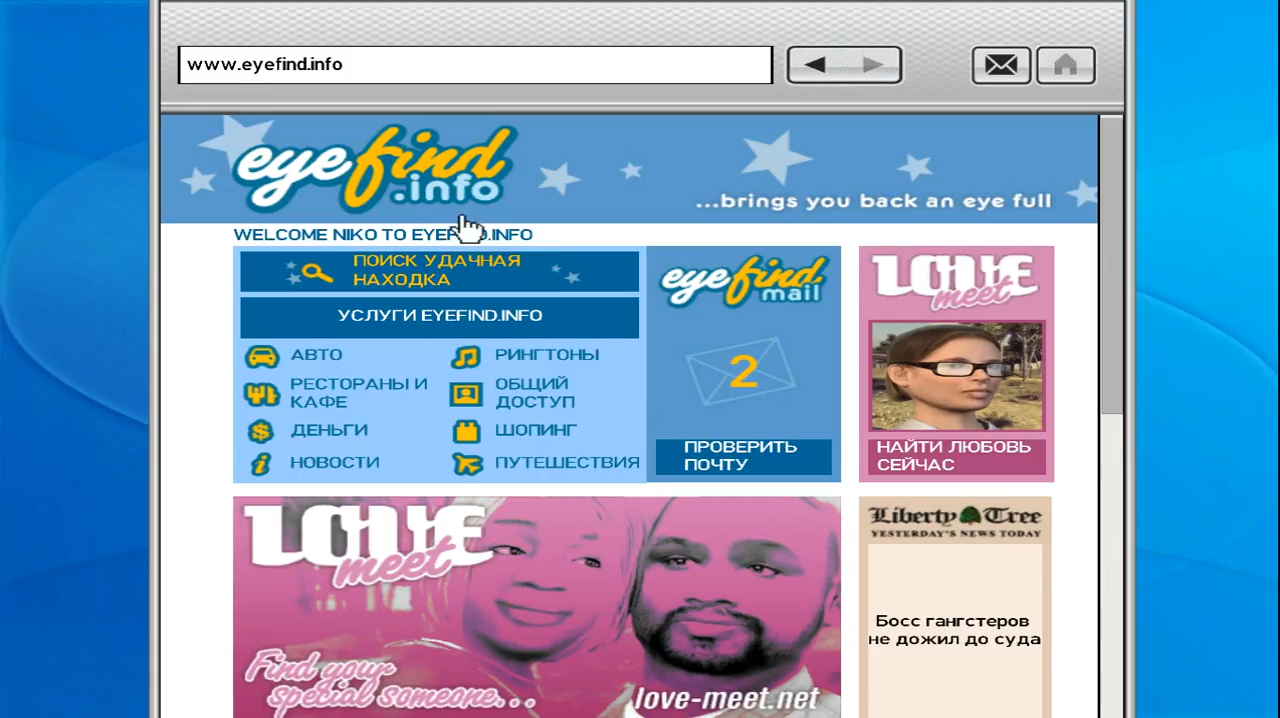 www.eyefind.info
eyefind
.info
...brings you back an eye full
WELCOME NIKO TO EYEFIND.INFO
ПОИСК УДАЧНАЯ
НАХОДКА
УСЛУГИ EYEFIND.INFO
АВТО
РИНГТОНЫ
РЕСТОРАНЫ И
КАФЕ
ОБЩИЙ
ДОСТУП
ДЕНЬГИ
ШОПИНГ
НОВОСТИ
ПУТЕШЕСТВИЯ
eyefind
mail
2
ПРОВЕРИТЬ
ПОЧТУ
LOVE
meet
НАЙТИ ЛЮБОВЬ
СЕЙЧАС
LOVE
meet
Find your
special someone...
love-meet.net
Liberty Tree
YESTERDAY'S NEWS TODAY
Босс гангстеров
не дожил до суда